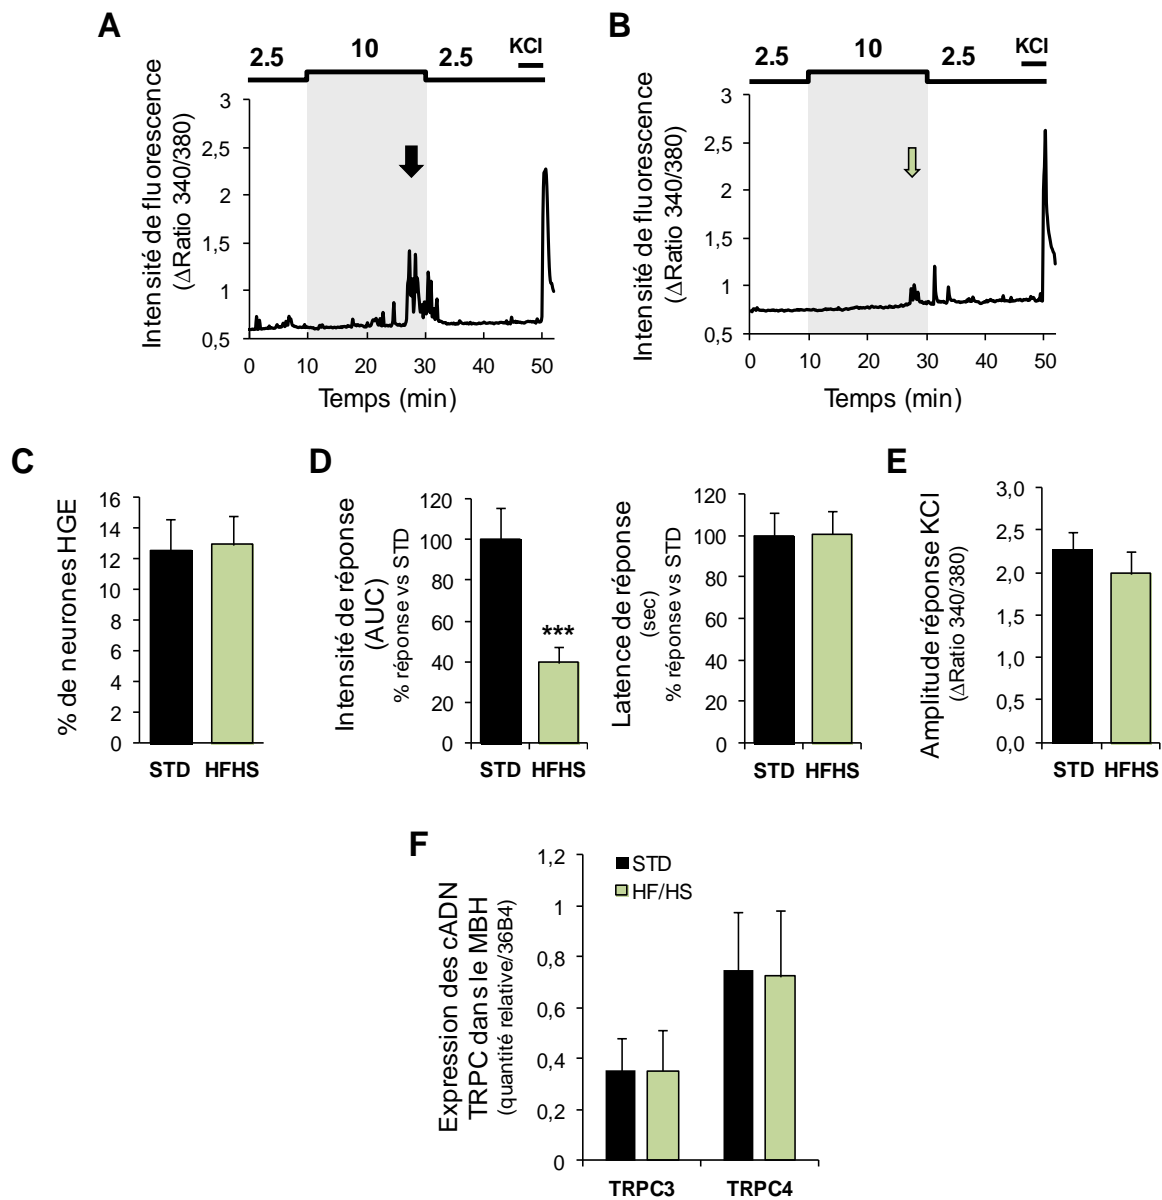 A
2.5
10
2.5
KCl
Intensité de fluorescence
(ΔRatio 340/380)
3
2,5
2
1,5
1
0,5
0
10
20
30
40
50
Temps (min)
B
2.5
10
2.5
KCl
Intensité de fluorescence
(ΔRatio 340/380)
3
2,5
2
1,5
1
0,5
0
10
20
30
40
50
Temps (min)
C
% de neurones HGE
16
14
12
10
8
6
4
2
0
STD HFHS
D
Intensité de réponse
(AUC)
% réponse vs STD
120
100
80
60
40
20
0
***
STD HFHS
Latence de réponse
(sec)
% réponse vs STD
120
100
80
60
40
20
0
STD HFHS
E
Amplitude réponse KCl
(ΔRatio 340/380)
3,0
2,5
2,0
1,5
1,0
0,5
0,0
STD HFHS
F
Expression des cADN
TRPC dans le MBH
(quantité relative/36B4)
1,2
1
0,8
0,6
0,4
0,2
0
STD
HF/HS
TRPC3
TRPC4